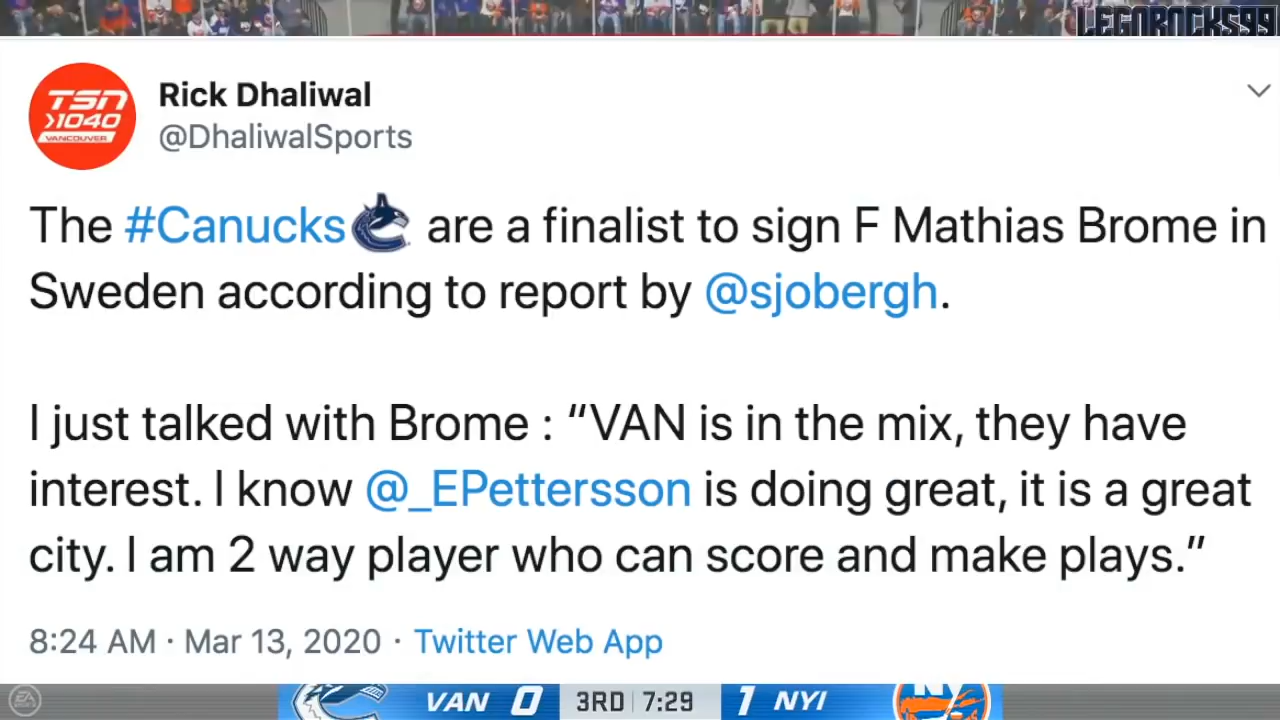 LEGOROCKS99
TSN
>1040
VANCOUVER
Rick Dhaliwal
@DhaliwalSports
The #Canucks are a finalist to sign F Mathias Brome in
Sweden according to report by @sjobergh.
I just talked with Brome : “VAN is in the mix, they have
interest. I know @_EPettersson is doing great, it is a great
city. I am 2 way player who can score and make plays.”
8:24 AM · Mar 13, 2020 · Twitter Web App
EA
VAN 0 3RD 7:29 1 NYI
NY